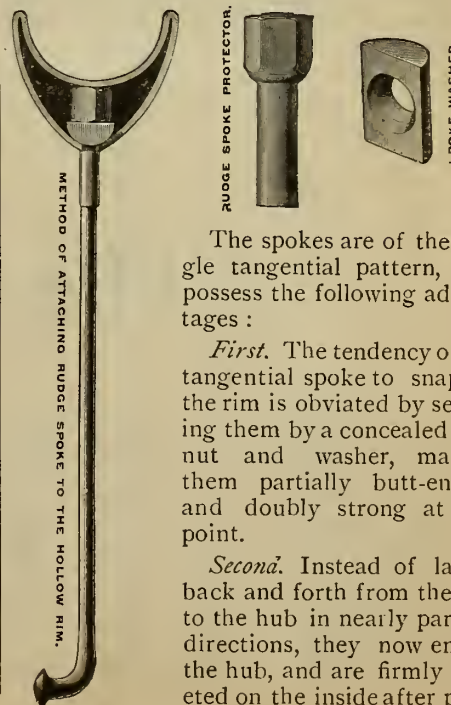 METHOD OF ATTACHING RUDGE SPOKE TO THE HOLLOW RIM.
RUDGE SPOKE PROTECTOR.
SPOKE WASHER
The spokes are of the
gle tangential pattern,
possess the following ad
tages :
First. The tendency o
tangential spoke to snap
the rim is obviated by se
ing them by a concealed
nut and washer, ma
them partially butt-en
and doubly strong at
point.
Second. Instead of la
back and forth from the
to the hub in nearly par
directions, they now en
the hub, and are firmly
eted on the inside after